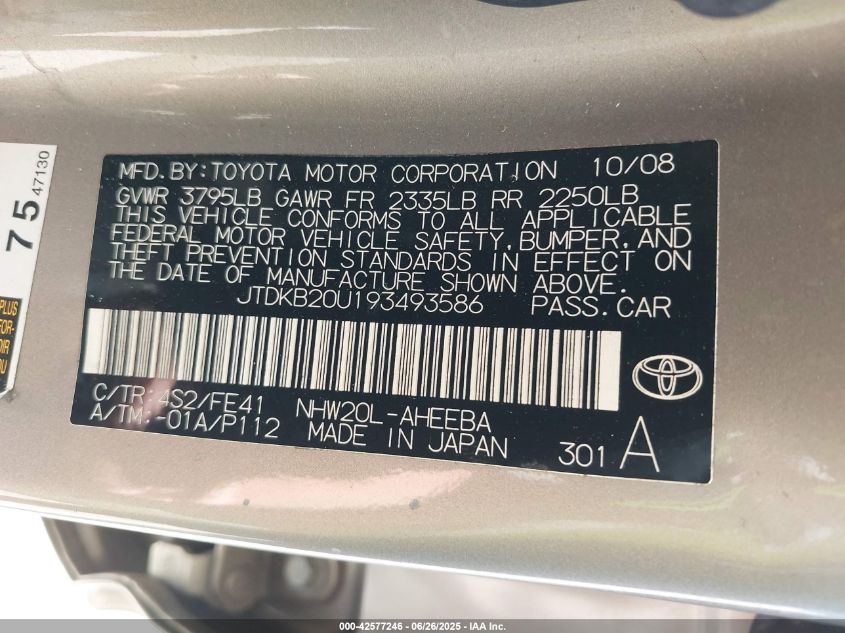 MFD.BY:TOYOTA MOTOR CORPORATION 10/08
GVWR 3795LB GAWR FR 2335LB RR 2250LB
THIS VEHICLE CONFORMS TO ALL APPLICABLE
FEDERAL MOTOR VEHICLE SAFETY,BUMPER,AND
THEFT PREVENTION STANDARDS IN EFFECT ON
THE DATE OF MANUFACTURE SHOWN ABOVE.
JTDKB20U193493586 PASS.CAR
C/TR:4S2/FE41 NHW20L-AHEEBA
A/TM:-01A/P112 MADE IN JAPAN 301 A
75 47130
PLUS
FOR-
000-42577246 - 06/26/2025 - IAA Inc.